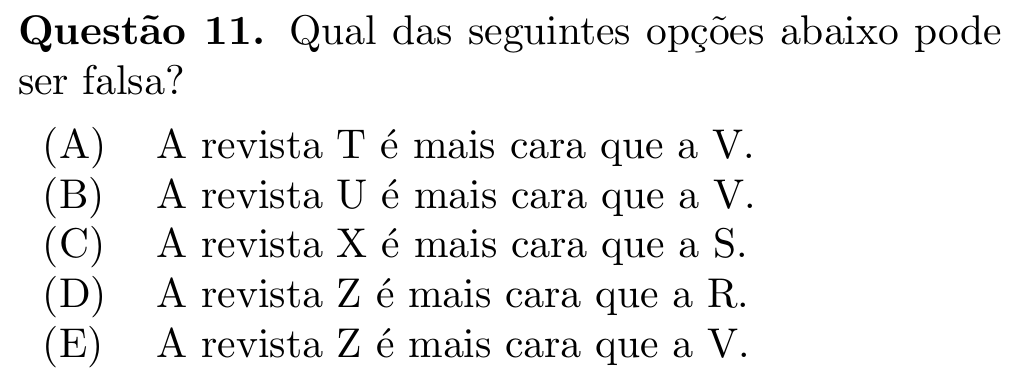 Questão 11. Qual das seguintes opções abaixo pode
ser falsa?
(A) A revista T é mais cara que a V.
(B) A revista U é mais cara que a V.
(C) A revista X é mais cara que a S.
(D) A revista Z é mais cara que a R.
(E) A revista Z é mais cara que a V.